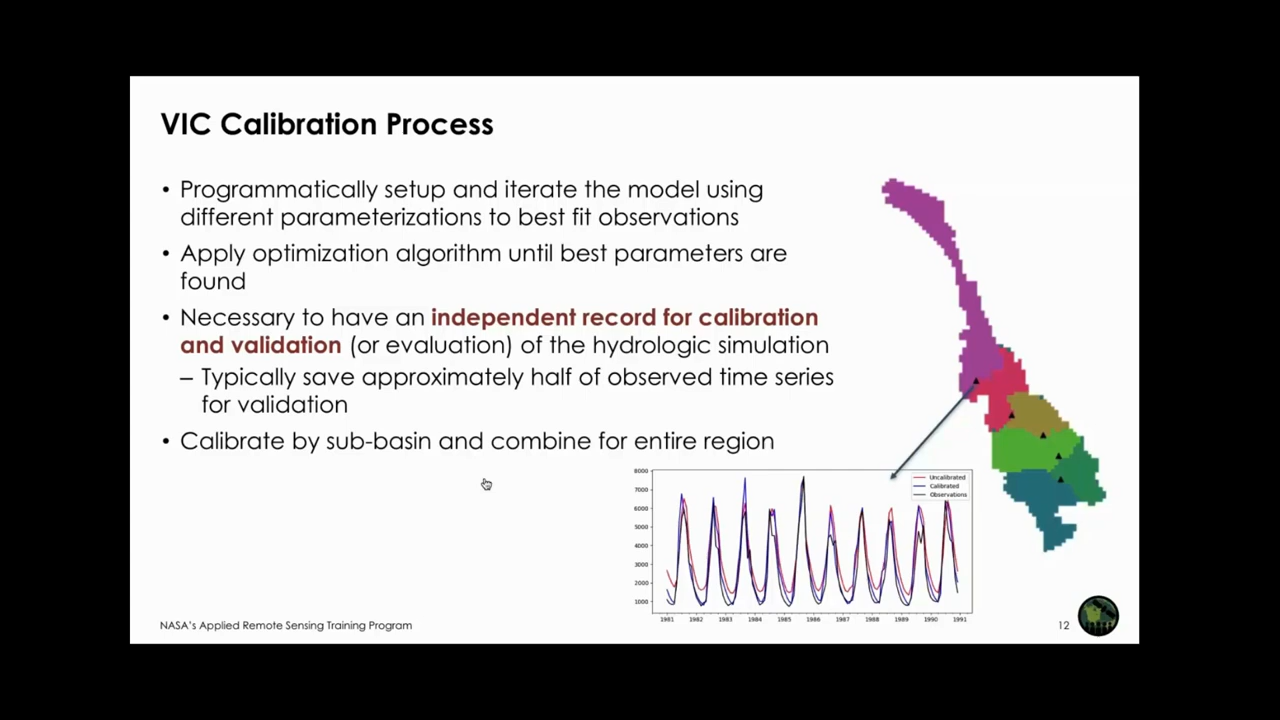 VIC Calibration Process
• Programmatically setup and iterate the model using
different parameterizations to best fit observations
• Apply optimization algorithm until best parameters are
found
• Necessary to have an independent record for calibration
and validation (or evaluation) of the hydrologic simulation
– Typically save approximately half of observed time series
for validation
• Calibrate by sub-basin and combine for entire region
8000
7000
6000
5000
4000
3000
2000
1000
Uncalibrated
Calibrated
Observations
1981 1982 1983 1984 1985 1986 1987 1988 1989 1990 1991
NASA's Applied Remote Sensing Training Program
12